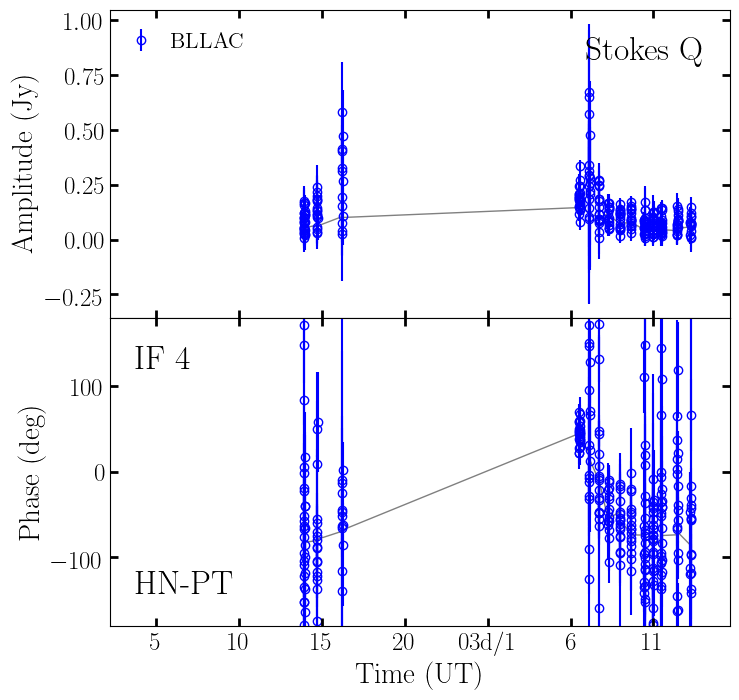 1.00
BLLAC
Stokes Q
0.75
0.50
0.25
0.00
−0.25
Amplitude (Jy)
IF 4
100
0
−100
Phase (deg)
HN-PT
5 10 15 20 03d/1 6 11
Time (UT)